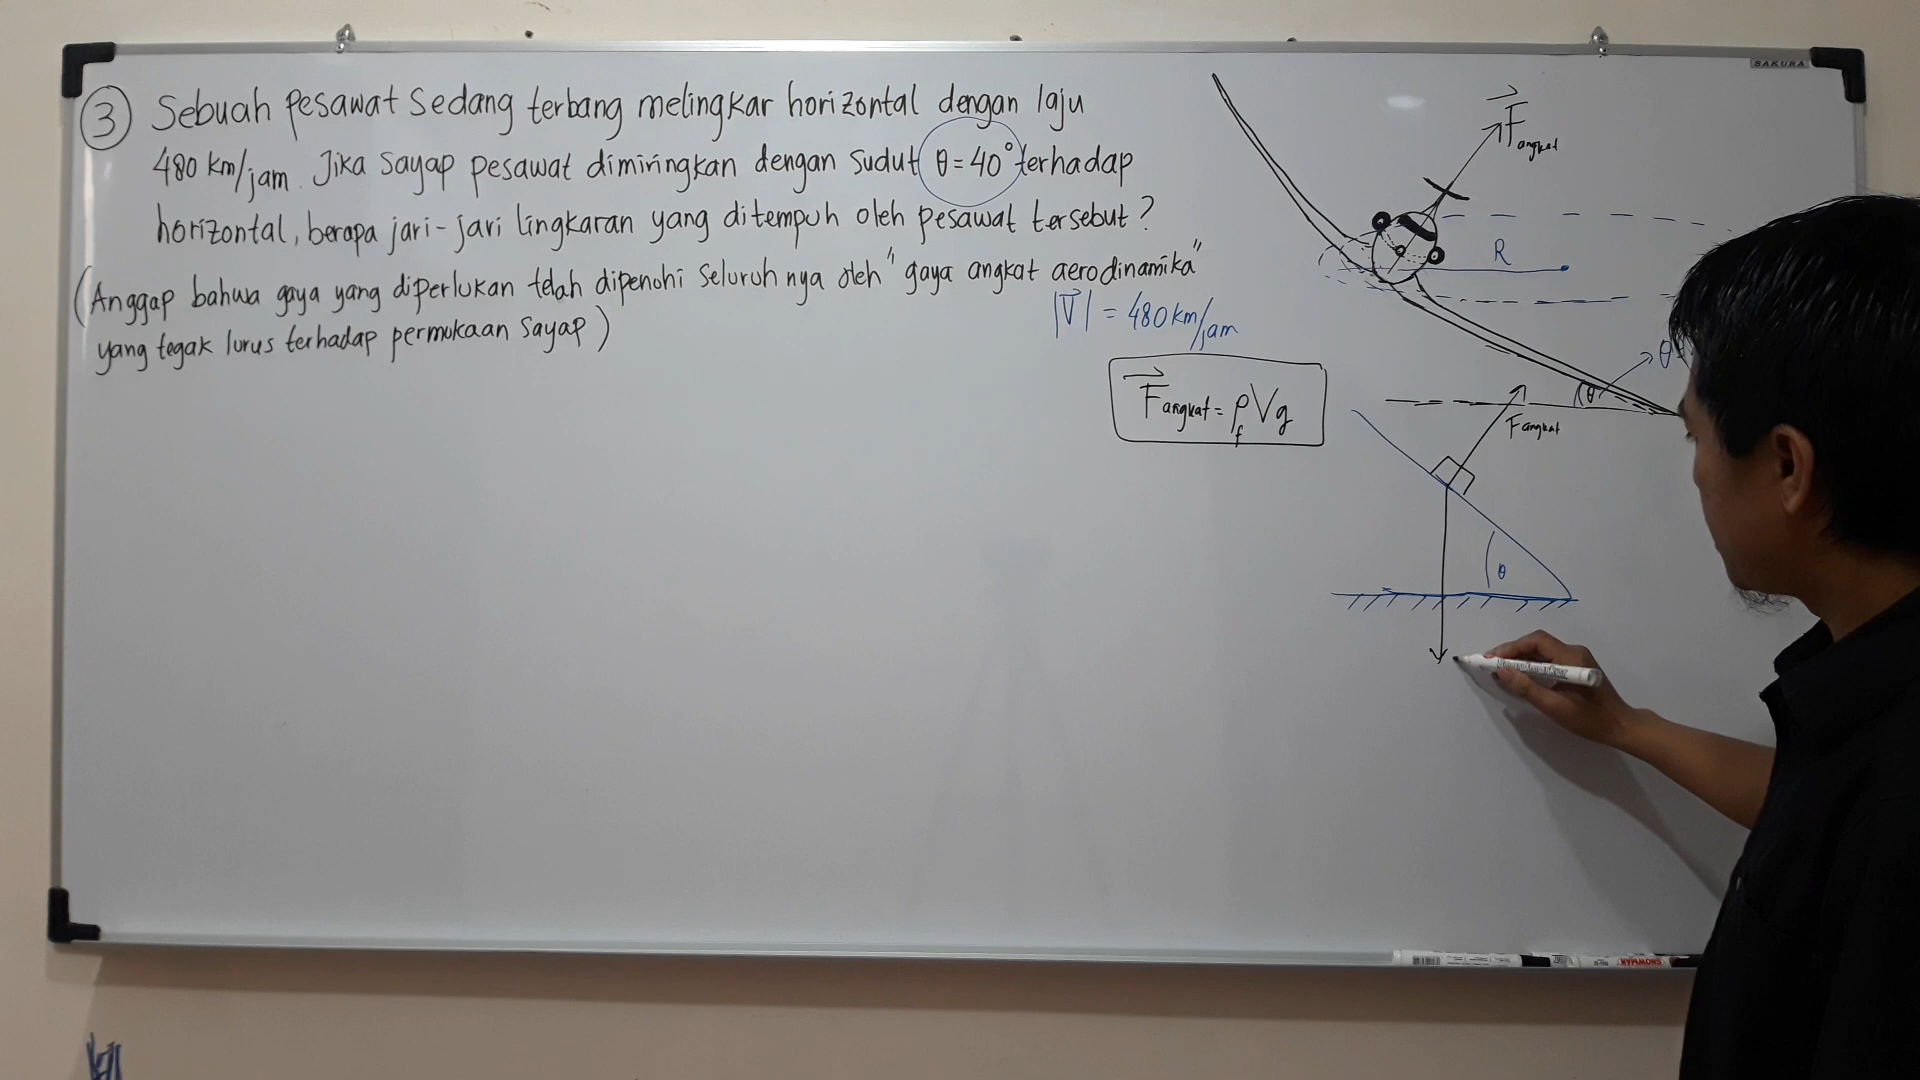 ③ Sebuah pesawat sedang terbang melingkar horizontal dengan laju
480 km/jam. Jika sayap pesawat dimiringkan dengan sudut θ = 40° terhadap
horizontal, berapa jari-jari lingkaran yang ditempuh oleh pesawat tersebut?
(Anggap bahwa gaya yang diperlukan telah dipenuhi seluruhnya oleh "gaya angkat aerodinamika"
yang tegak lurus terhadap permukaan sayap)
|V⃗| = 480 km/jam
F⃗ angkat = ρf V g
F⃗ angkat
R
θ
θ
F angkat
θ
SAKURA
SNOWMAN